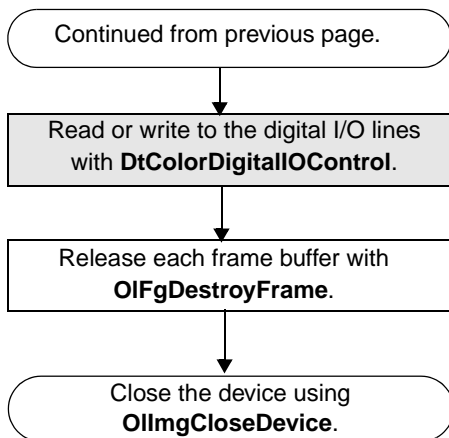 Continued from previous page.
Read or write to the digital I/O lines
with DtColorDigitalIOControl.
Release each frame buffer with
OlFgDestroyFrame.
Close the device using
OlImgCloseDevice.